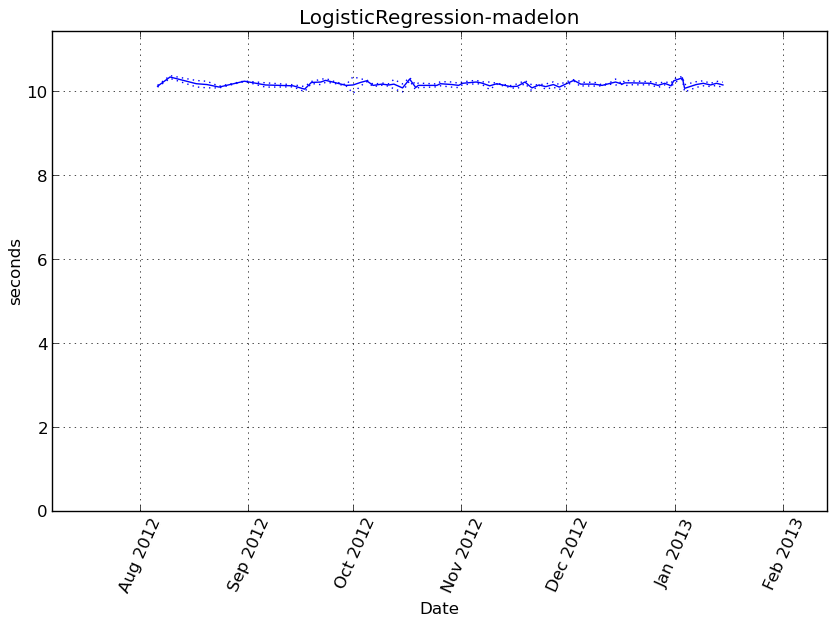 LogisticRegression-madelon
10
8
6
4
2
0
seconds
Aug 2012
Sep 2012
Oct 2012
Nov 2012
Dec 2012
Jan 2013
Feb 2013
Date